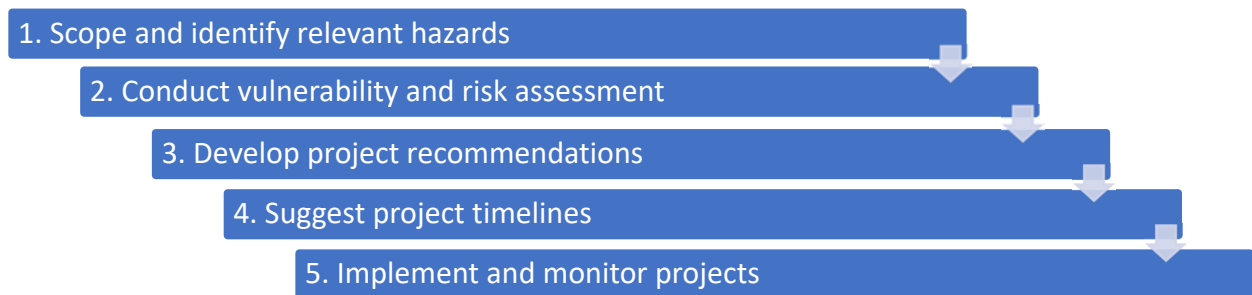 1. Scope and identify relevant hazards
2. Conduct vulnerability and risk assessment
3. Develop project recommendations
4. Suggest project timelines
5. Implement and monitor projects